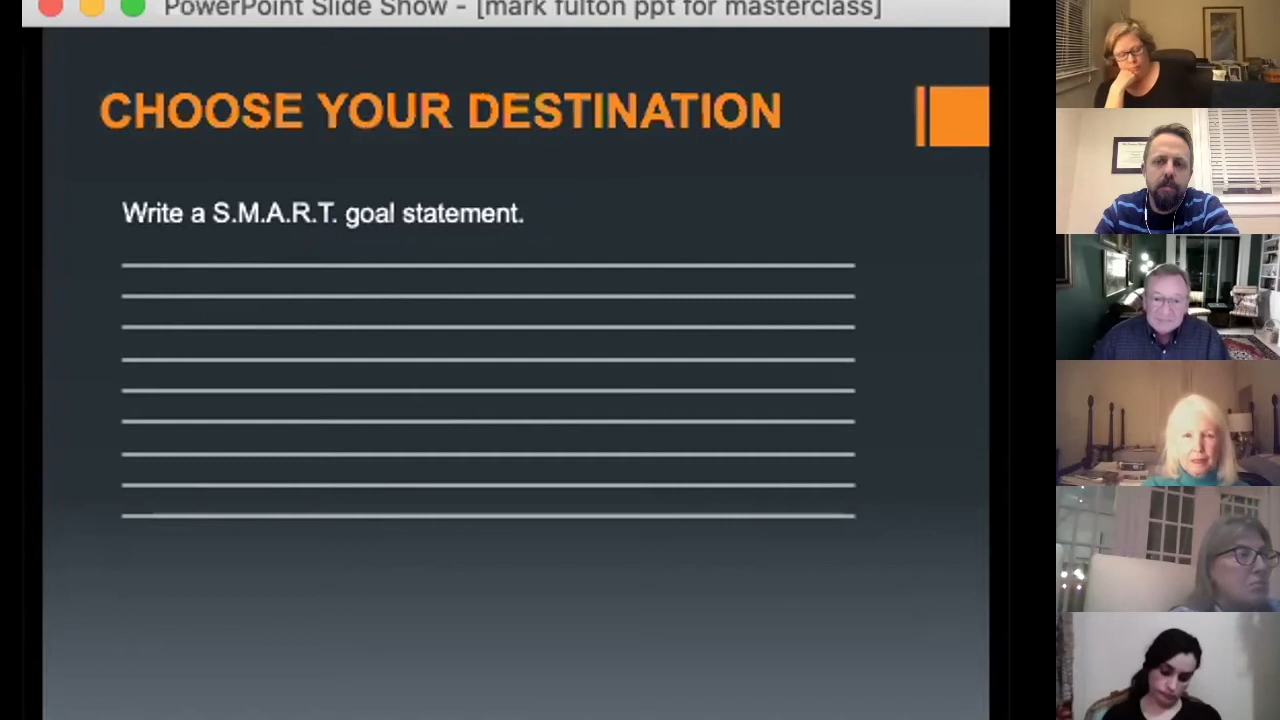 PowerPoint Slide Show - [mark fulton ppt for masterclass]
CHOOSE YOUR DESTINATION
Write a S.M.A.R.T. goal statement.